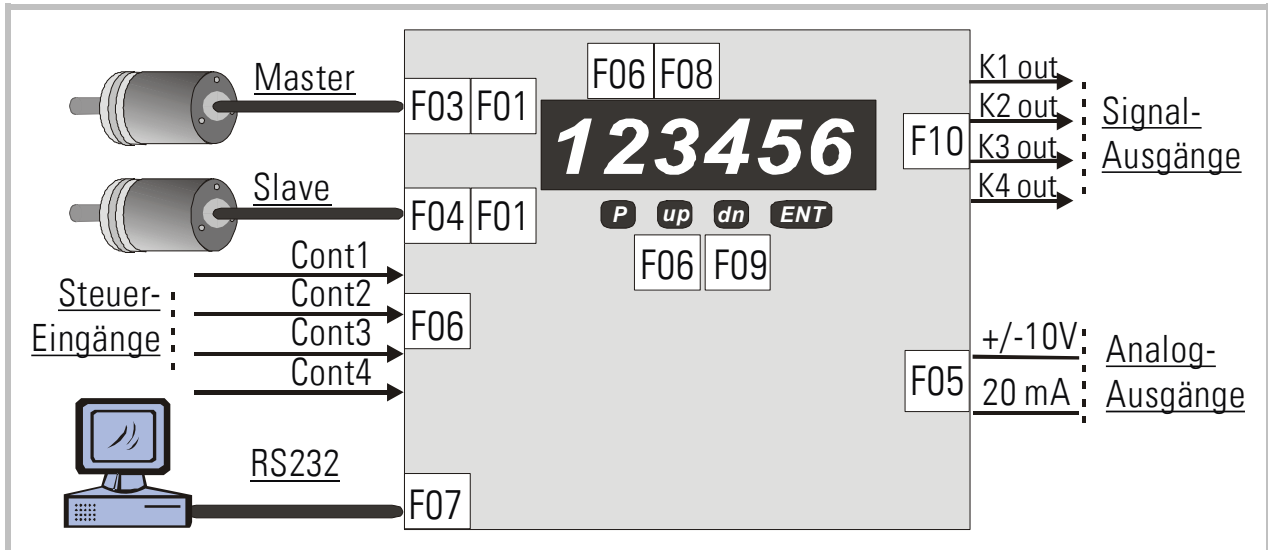 Master
F03 F01
Slave
F04 F01
Cont1
Cont2
Cont3
Cont4
Steuer-
Eingänge
F06
RS232
F07
F06 F08
123456
P up dn ENT
F06 F09
F10
K1 out
K2 out
K3 out
K4 out
Signal-
Ausgänge
F05
+/-10V
20 mA
Analog-
Ausgänge